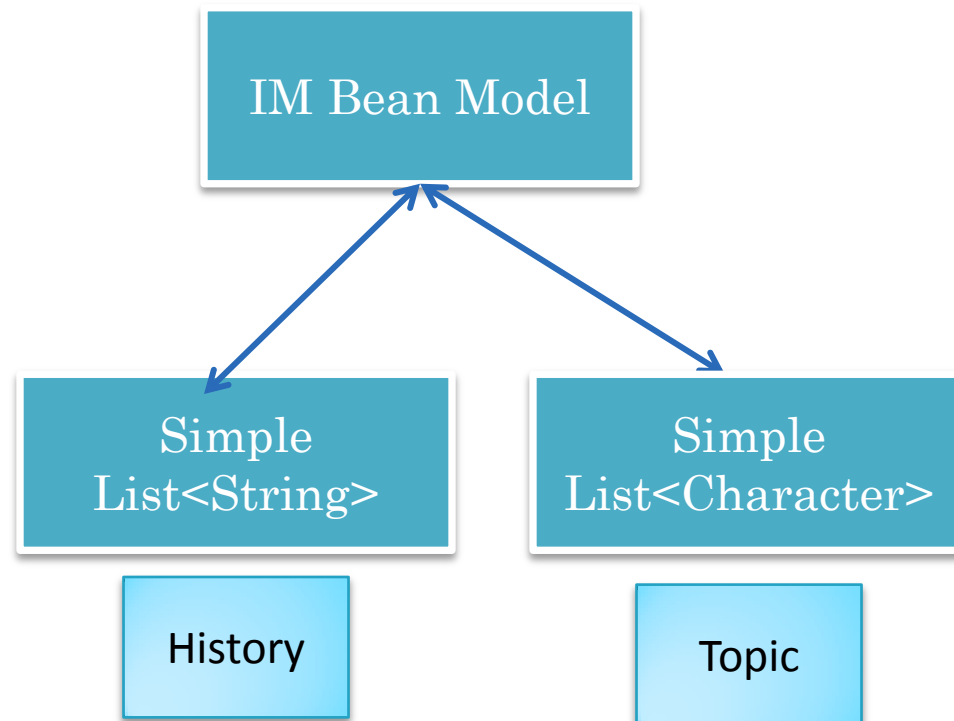 IM Bean Model
Simple
List<String>
Simple
List<Character>
History
Topic